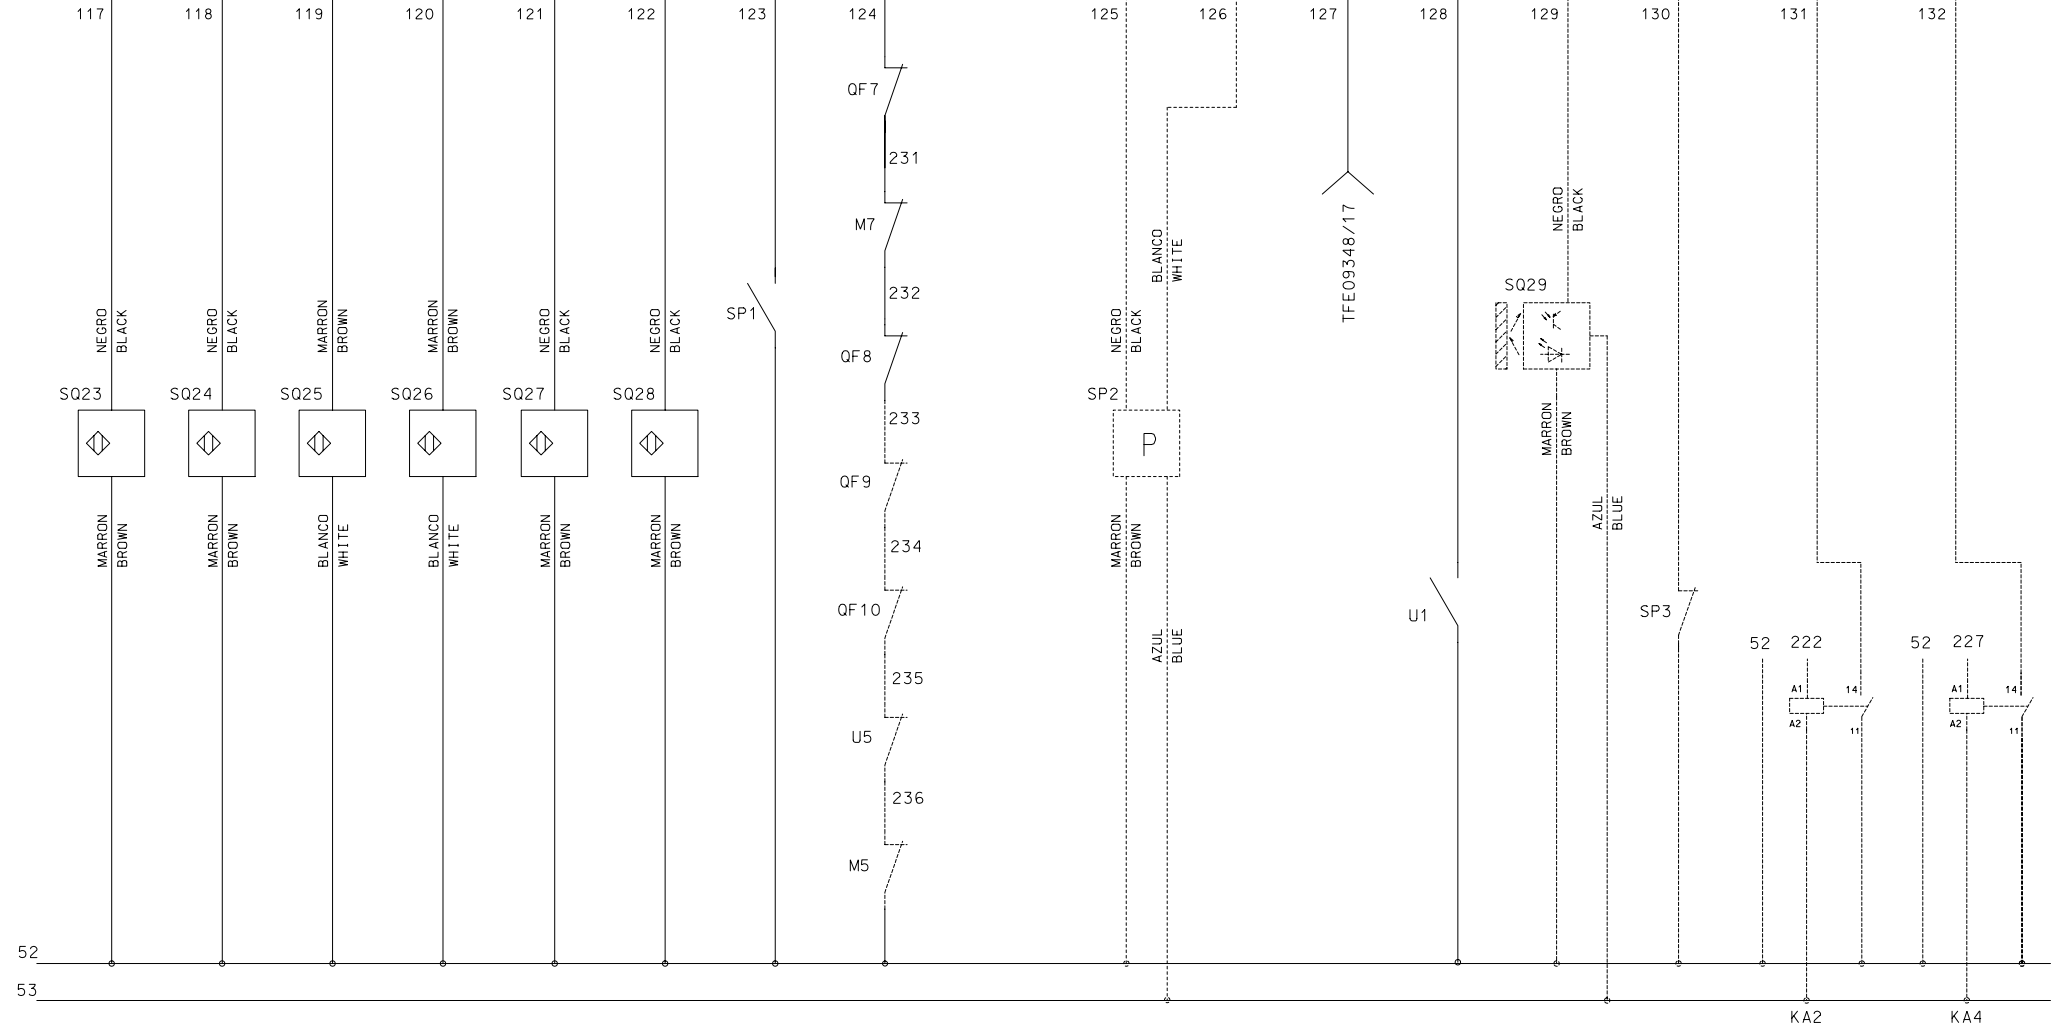 117 118 119 120 121 122 123 124 125 126 127 128 129 130 131 132
QF7
231
M7
232
QF8
233
QF9
234
QF10
235
U5
236
M5
NEGRO
BLACK
SQ23
MARRON
BROWN
NEGRO
BLACK
SQ24
MARRON
BROWN
MARRON
BROWN
SQ25
BLANCO
WHITE
MARRON
BROWN
SQ26
BLANCO
WHITE
NEGRO
BLACK
SQ27
MARRON
BROWN
NEGRO
BLACK
SQ28
MARRON
BROWN
SP1
NEGRO
BLACK
BLANCO
WHITE
SP2
P
MARRON
BROWN
AZUL
BLUE
TFE09348/17
U1
NEGRO
BLACK
SQ29
MARRON
BROWN
AZUL
BLUE
SP3
52 222
A1 14
A2 11
52 227
A1 14
A2 11
52
53
KA2 KA4